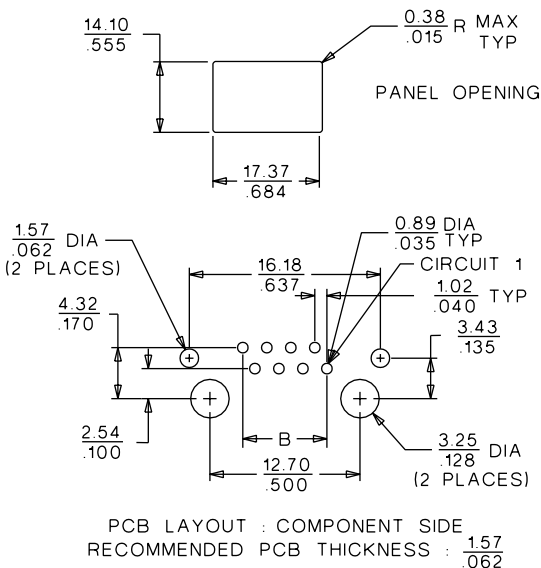 14.10
.555
0.38
.015
R MAX
TYP
PANEL OPENING
17.37
.684
1.57
.062
DIA
(2 PLACES)
0.89
.035
DIA
TYP
16.18
.637
CIRCUIT 1
1.02
.040
TYP
4.32
.170
3.43
.135
2.54
.100
B
12.70
.500
3.25
.128
DIA
(2 PLACES)
PCB LAYOUT : COMPONENT SIDE
RECOMMENDED PCB THICKNESS : 1.57
.062